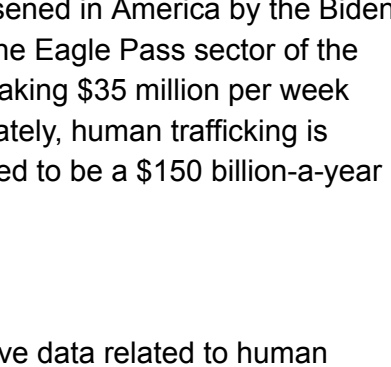 sened in America by the Biden
ne Eagle Pass sector of the
aking $35 million per week
ately, human trafficking is
ed to be a $150 billion-a-year
ve data related to human